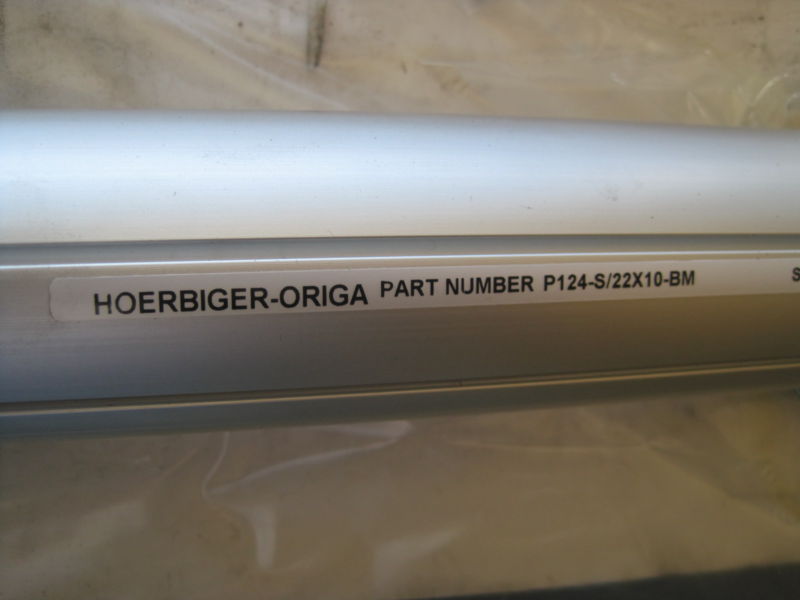 HOERBIGER-ORIGA PART NUMBER P124-S/22X10-BM S